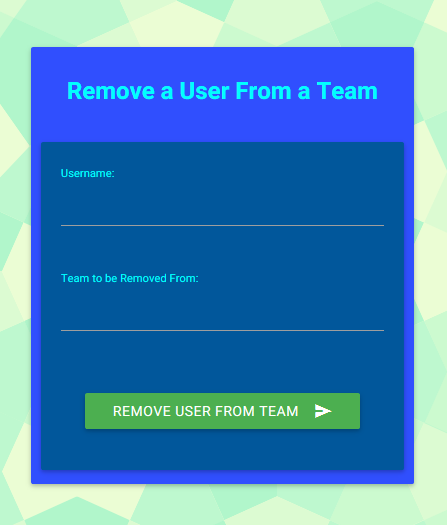 Remove a User From a Team
Username:
Team to be Removed From:
REMOVE USER FROM TEAM